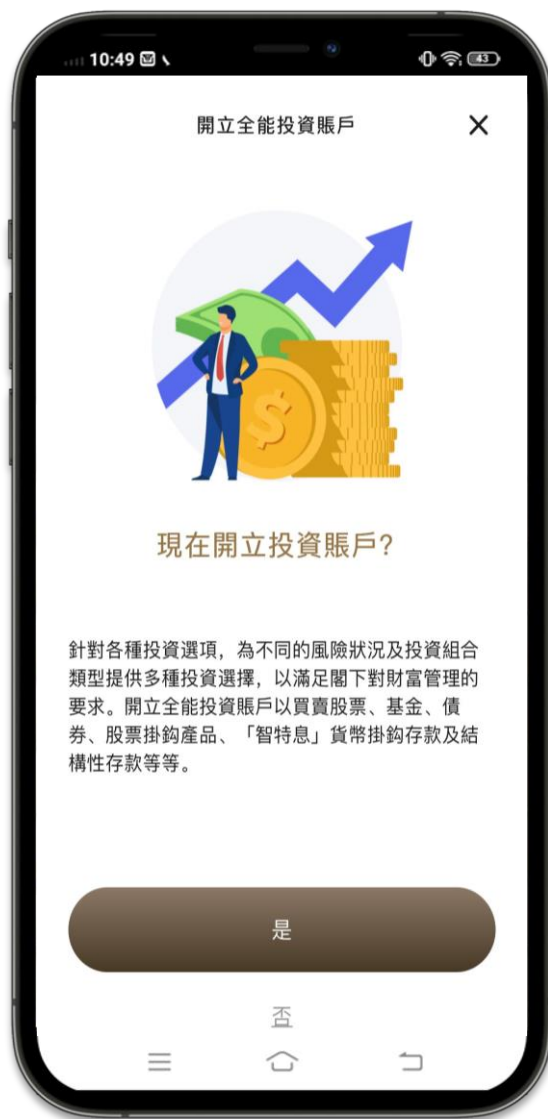 10:49
43
開立全能投資賬戶
$
現在開立投資賬戶?
針對各種投資選項，為不同的風險狀況及投資組合
類型提供多種投資選擇，以滿足閣下對財富管理的
要求。開立全能投資賬戶以買賣股票、基金、債
券、股票掛鈎產品、「智特息」貨幣掛鈎存款及結
構性存款等等。
是
否